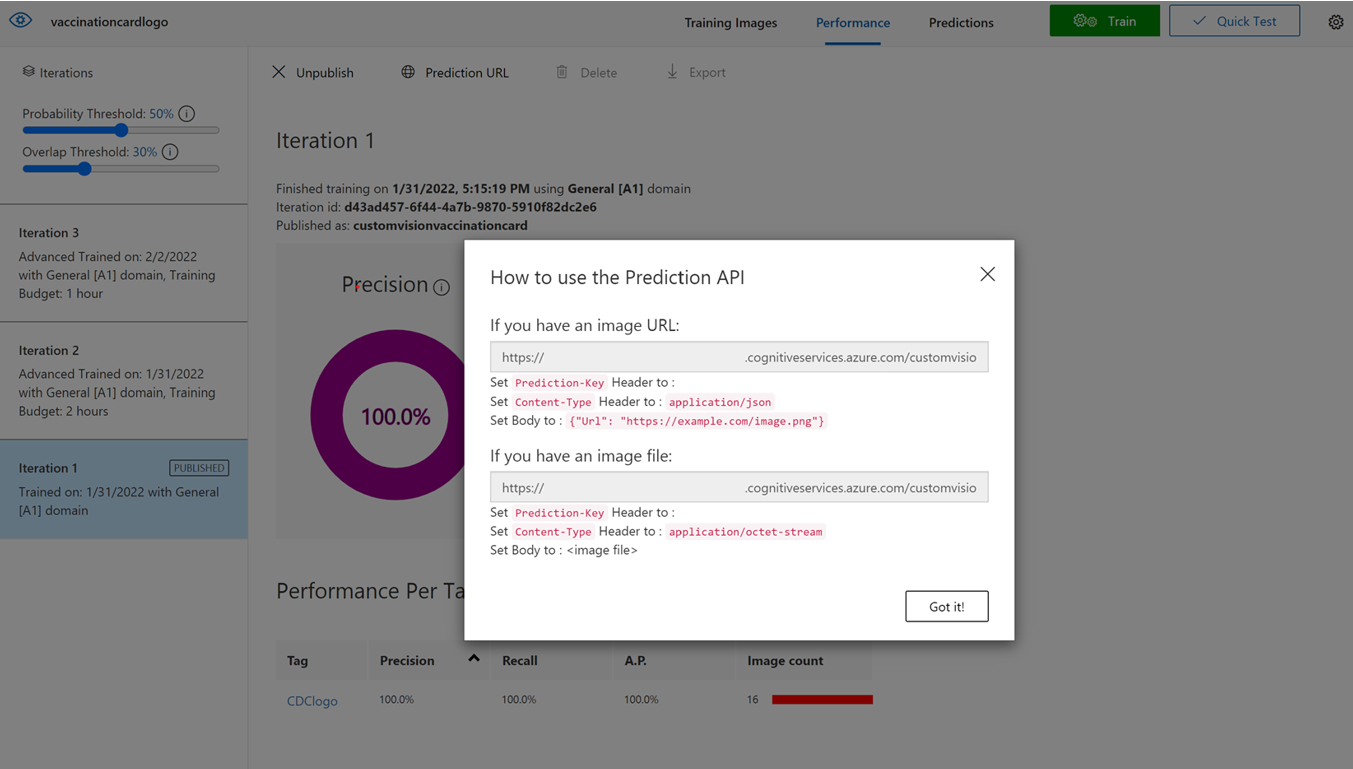 vaccinationcardlogo
Training Images
Performance
Predictions
Train
Quick Test
Iterations
Probability Threshold: 50%
Overlap Threshold: 30%
Iteration 3
Advanced Trained on: 2/2/2022
with General [A1] domain, Training
Budget: 1 hour
Iteration 2
Advanced Trained on: 1/31/2022
with General [A1] domain, Training
Budget: 2 hours
Iteration 1
PUBLISHED
Trained on: 1/31/2022 with General
[A1] domain
Unpublish
Prediction URL
Delete
Export
Iteration 1
Finished training on 1/31/2022, 5:15:19 PM using General [A1] domain
Iteration id: d43ad457-6f44-4a7b-9870-5910f82dc2e6
Published as: customvisionvaccinationcard
Precision
100.0%
How to use the Prediction API
If you have an image URL:
https:// .cognitiveservices.azure.com/customvisio
Set Prediction-Key Header to :
Set Content-Type Header to : application/json
Set Body to : {"Url": "https://example.com/image.png"}
If you have an image file:
https:// .cognitiveservices.azure.com/customvisio
Set Prediction-Key Header to :
Set Content-Type Header to : application/octet-stream
Set Body to : <image file>
Got it!
Performance Per Ta
Tag Precision Recall A.P. Image count
CDClogo 100.0% 100.0% 100.0% 16